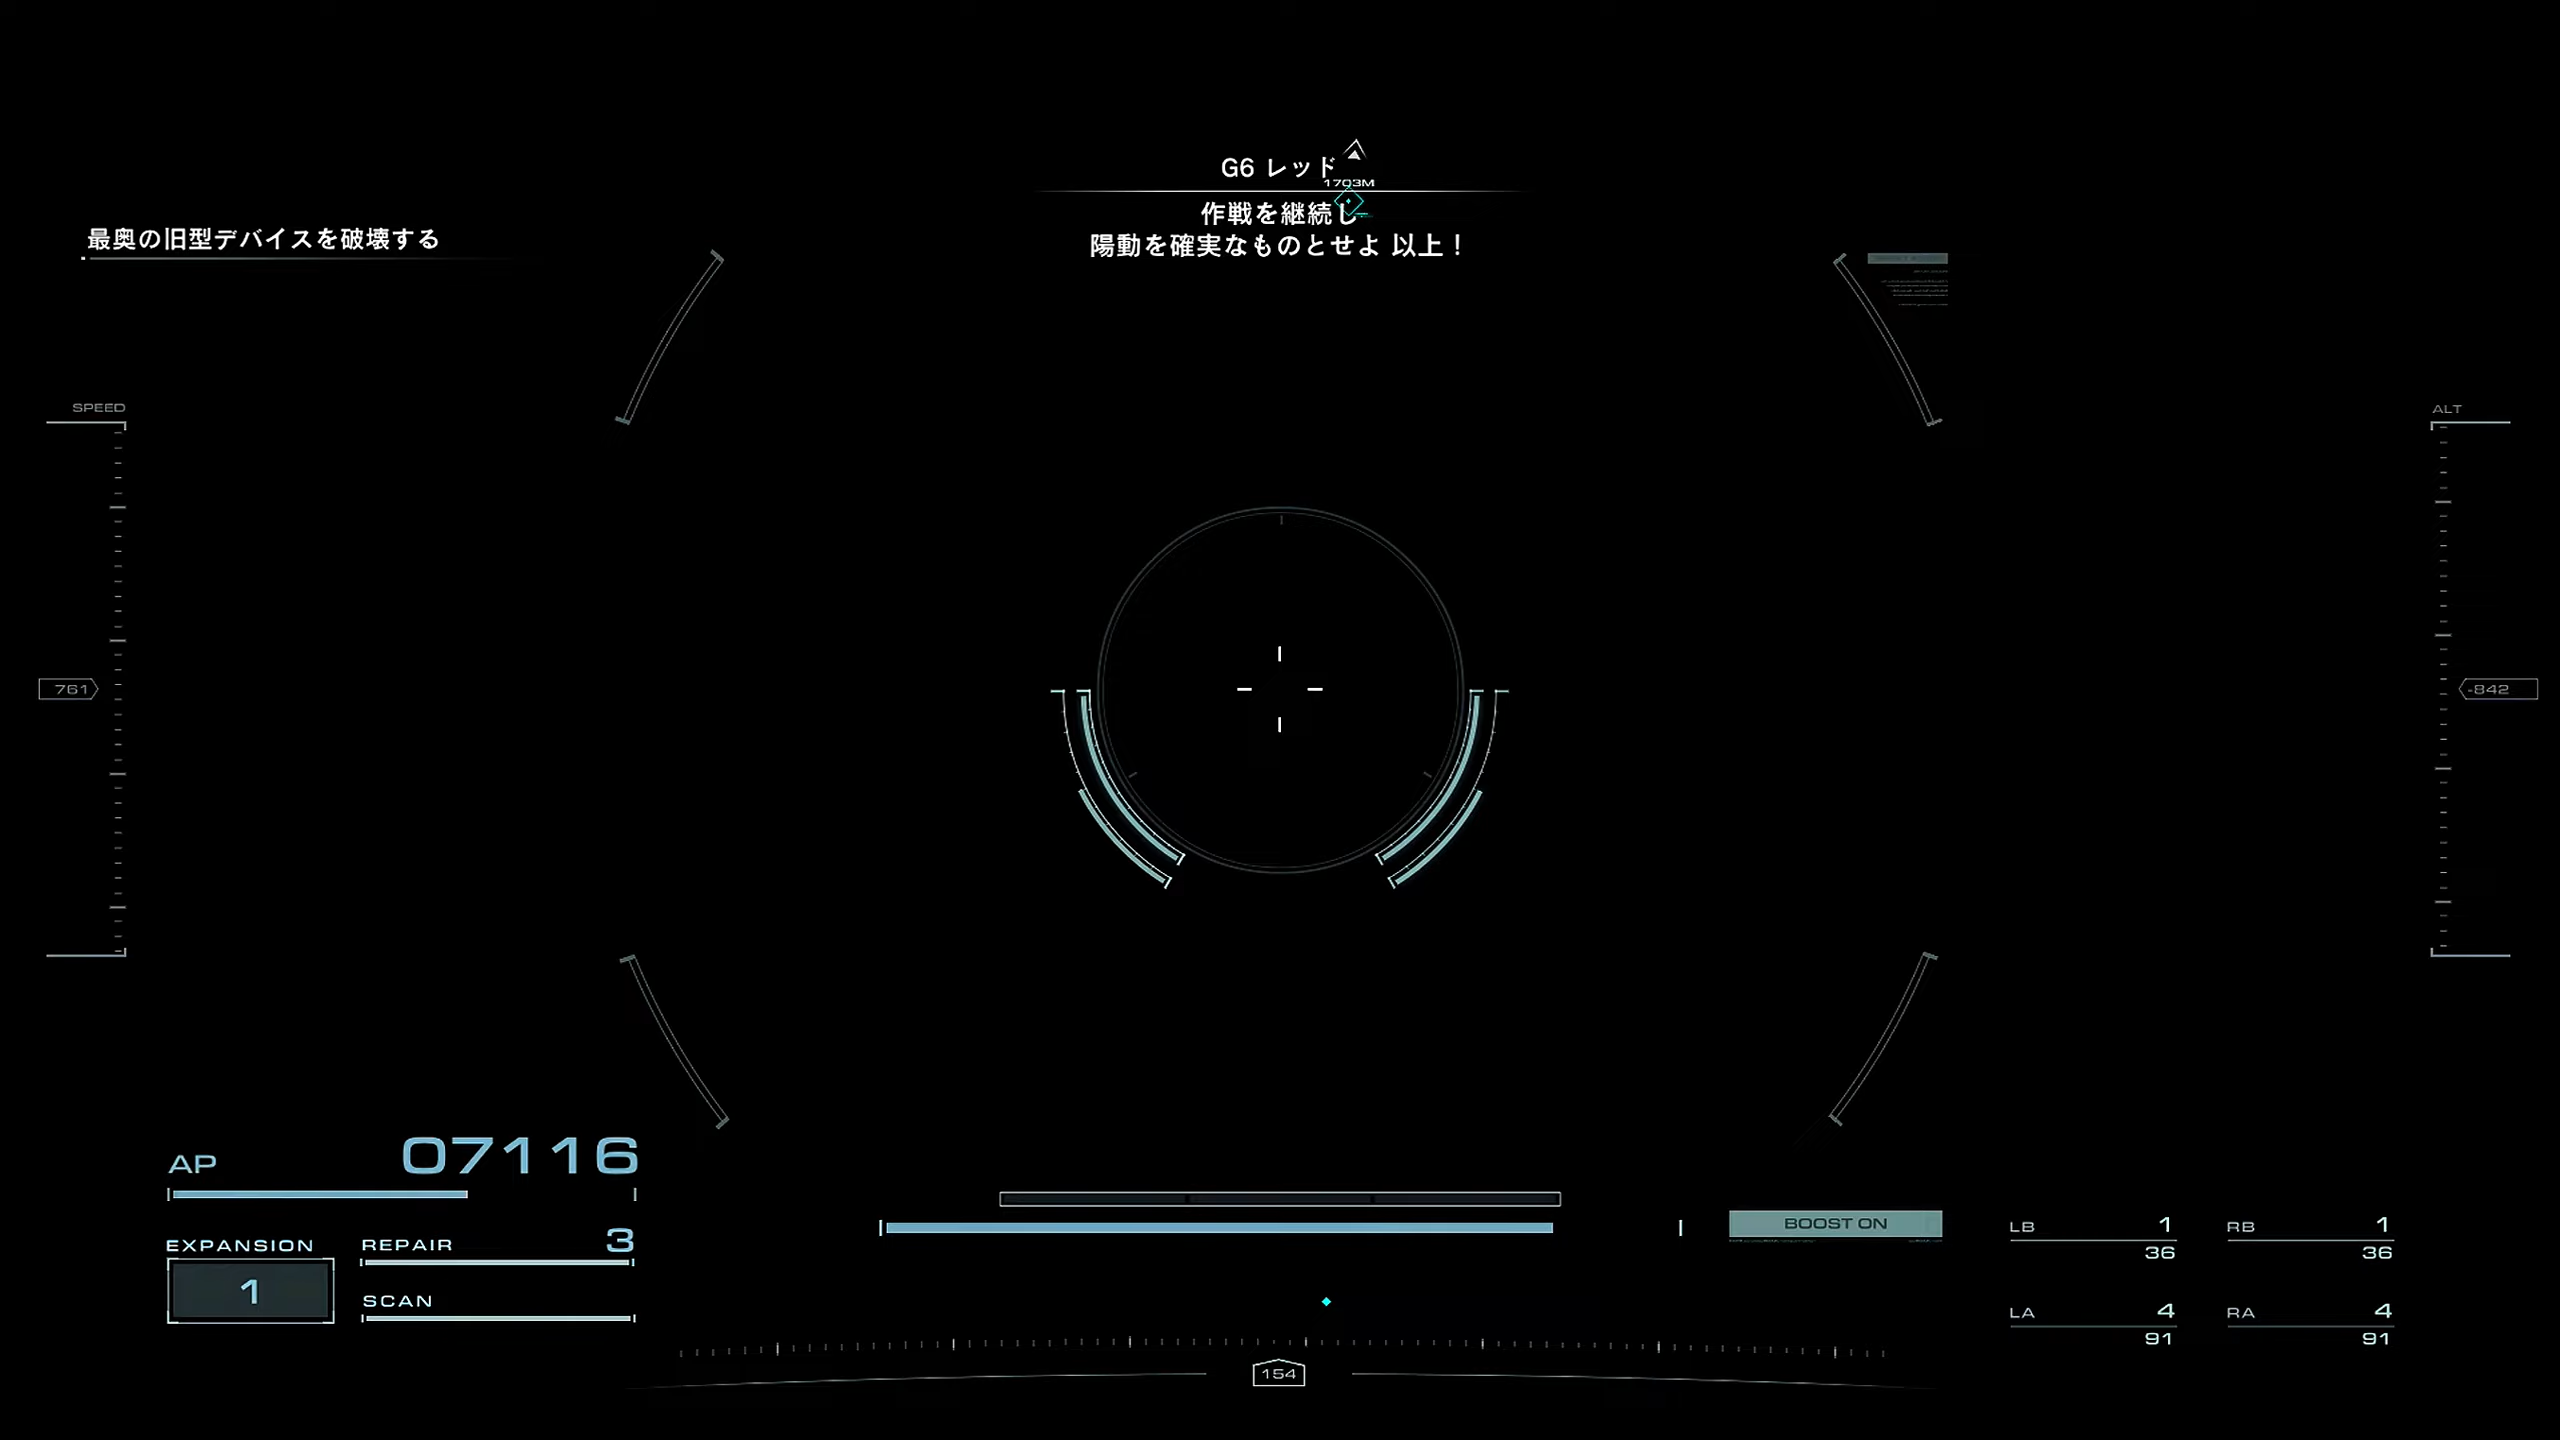 G6 レッド
1703M
作戦を継続し
陽動を確実なものとせよ 以上！
最奥の旧型デバイスを破壊する
SPEED
761
ALT
-842
AP 07116
EXPANSION
1
REPAIR 3
SCAN
BOOST ON
154
LB 1
36
RB 1
36
LA 4
91
RA 4
91